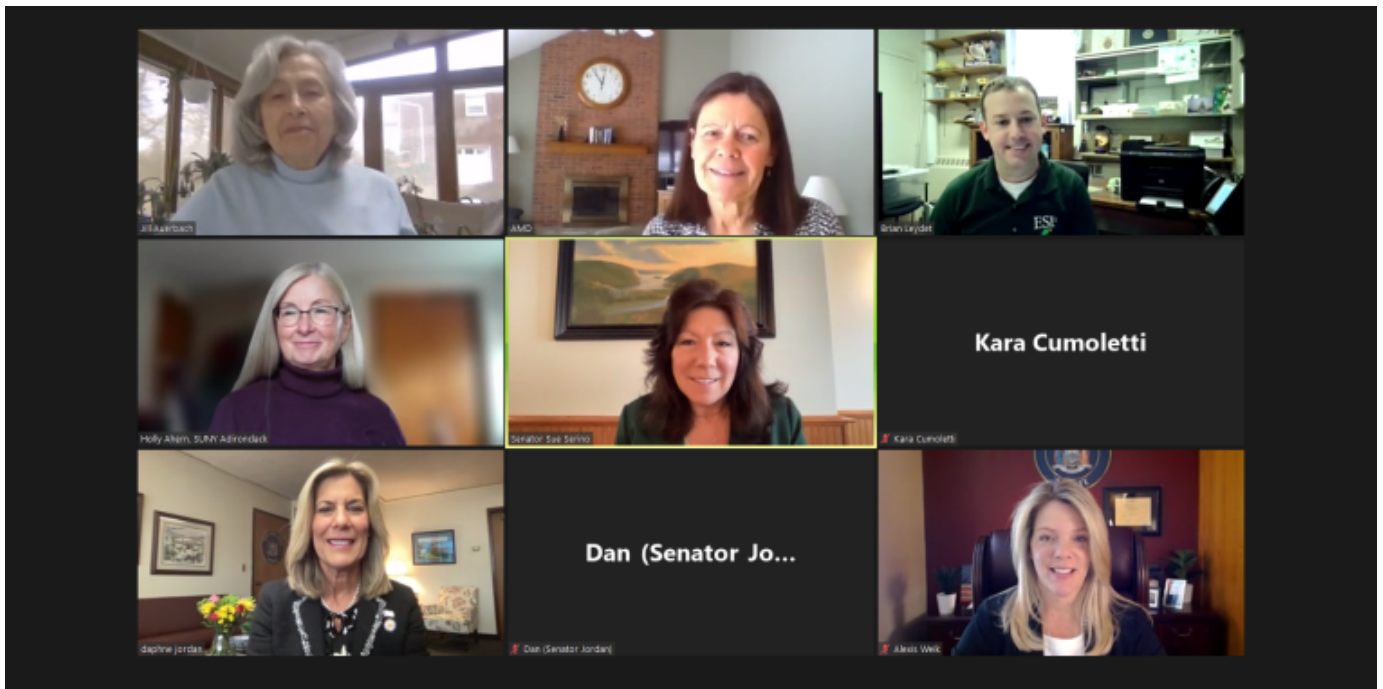 Jill Auerbach
AMD
Brian Leydet
ESF
Holly Ahern, SUNY Adirondack
Senator Sue Serino
Kara Cumoletti
Kara Cumoletti
daphne jordan
Dan (Senator Jo...
Dan (Senator Jordan)
Alexis Weik